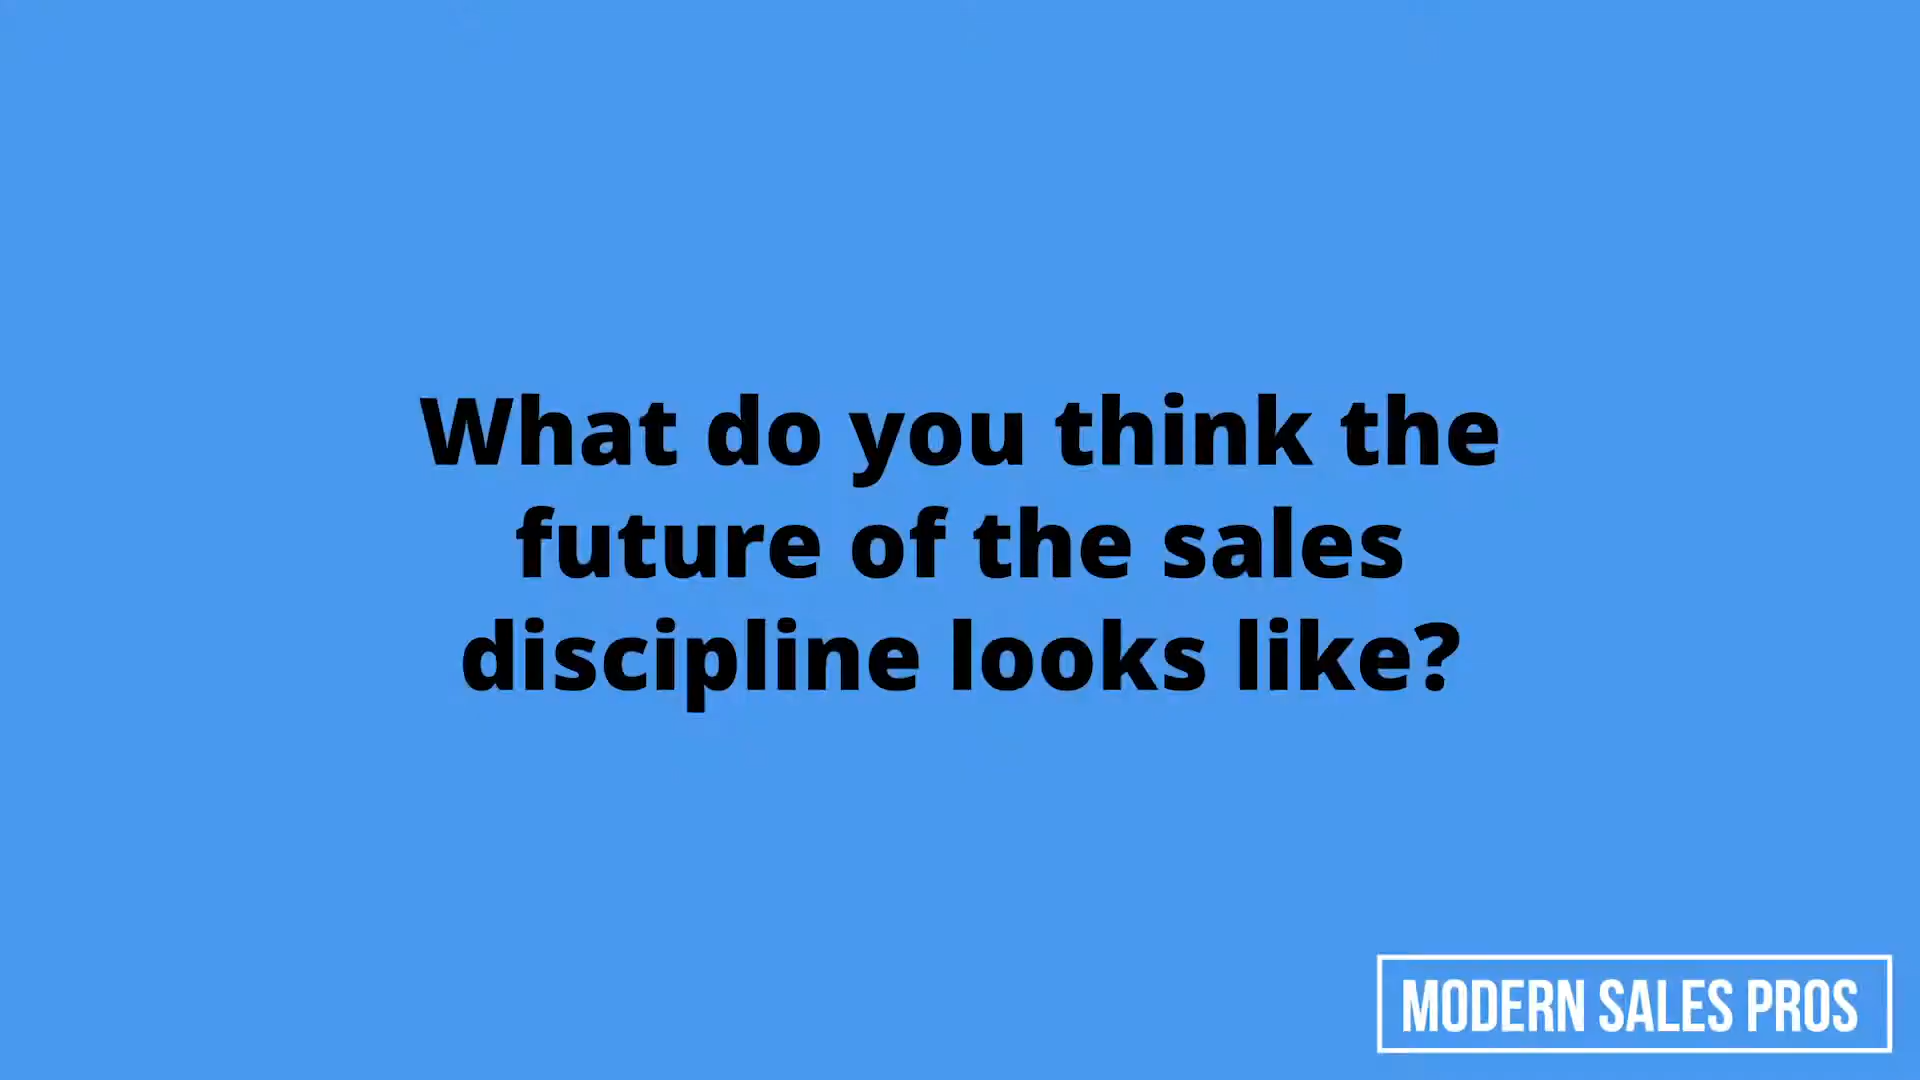 What do you think the
future of the sales
discipline looks like?
MODERN SALES PROS